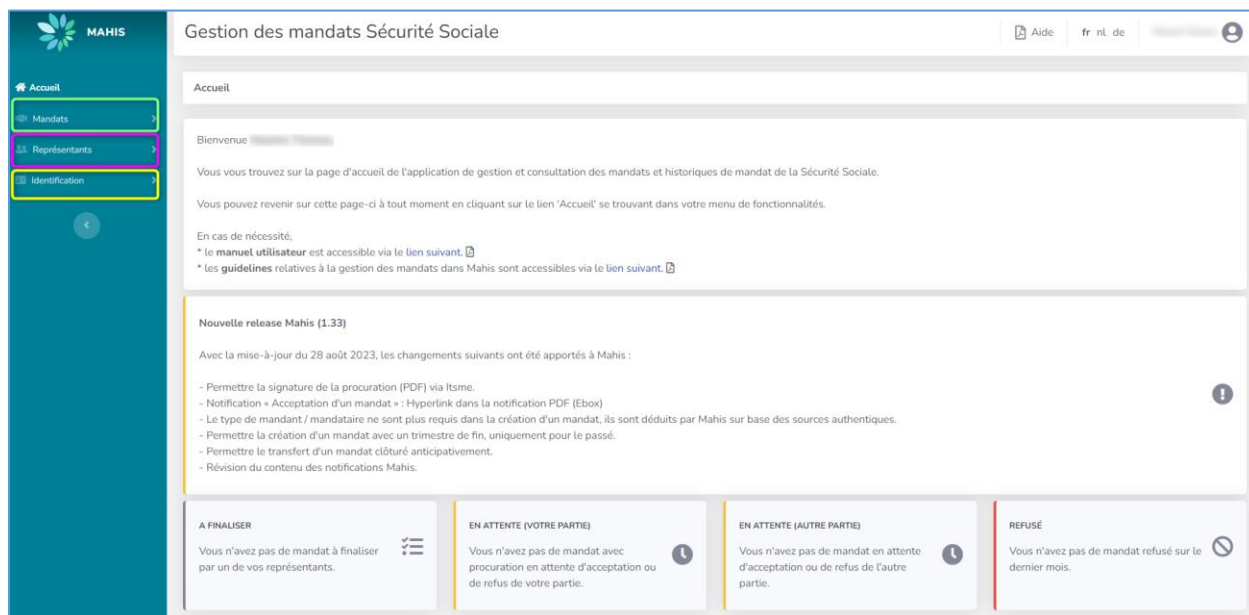 MAHIS
Gestion des mandats Sécurité Sociale
Aide
fr nl de
Accueil
Mandats
Représentants
Identification
Accueil
Bienvenue
Vous vous trouvez sur la page d'accueil de l'application de gestion et consultation des mandats et historiques de mandat de la Sécurité Sociale.
Vous pouvez revenir sur cette page-ci à tout moment en cliquant sur le lien 'Accueil' se trouvant dans votre menu de fonctionnalités.
En cas de nécessité,
* le manuel utilisateur est accessible via le lien suivant.
* les guidelines relatives à la gestion des mandats dans Mahis sont accessibles via le lien suivant.
Nouvelle release Mahis (1.33)
Avec la mise-à-jour du 28 août 2023, les changements suivants ont été apportés à Mahis :
- Permettre la signature de la procuration (PDF) via Itsme.
- Notification « Acceptation d'un mandat » : Hyperlink dans la notification PDF (Ebox)
- Le type de mandant / mandataire ne sont plus requis dans la création d'un mandat, ils sont déduits par Mahis sur base des sources authentiques.
- Permettre la création d'un mandat avec un trimestre de fin, uniquement pour le passé.
- Permettre le transfert d'un mandat clôturé anticipativement.
- Révision du contenu des notifications Mahis.
A FINALISER
Vous n'avez pas de mandat à finaliser
par un de vos représentants.
EN ATTENTE (VOTRE PARTIE)
Vous n'avez pas de mandat avec
procuration en attente d'acceptation ou
de refus de votre partie.
EN ATTENTE (AUTRE PARTIE)
Vous n'avez pas de mandat en attente
d'acceptation ou de refus de l'autre
partie.
REFUSÉ
Vous n'avez pas de mandat refusé sur le
dernier mois.